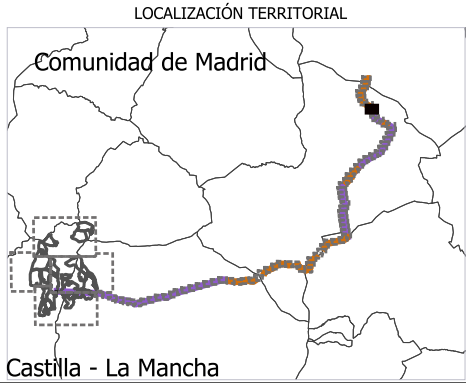 LOCALIZACIÓN TERRITORIAL
Comunidad de Madrid
Castilla - La Mancha